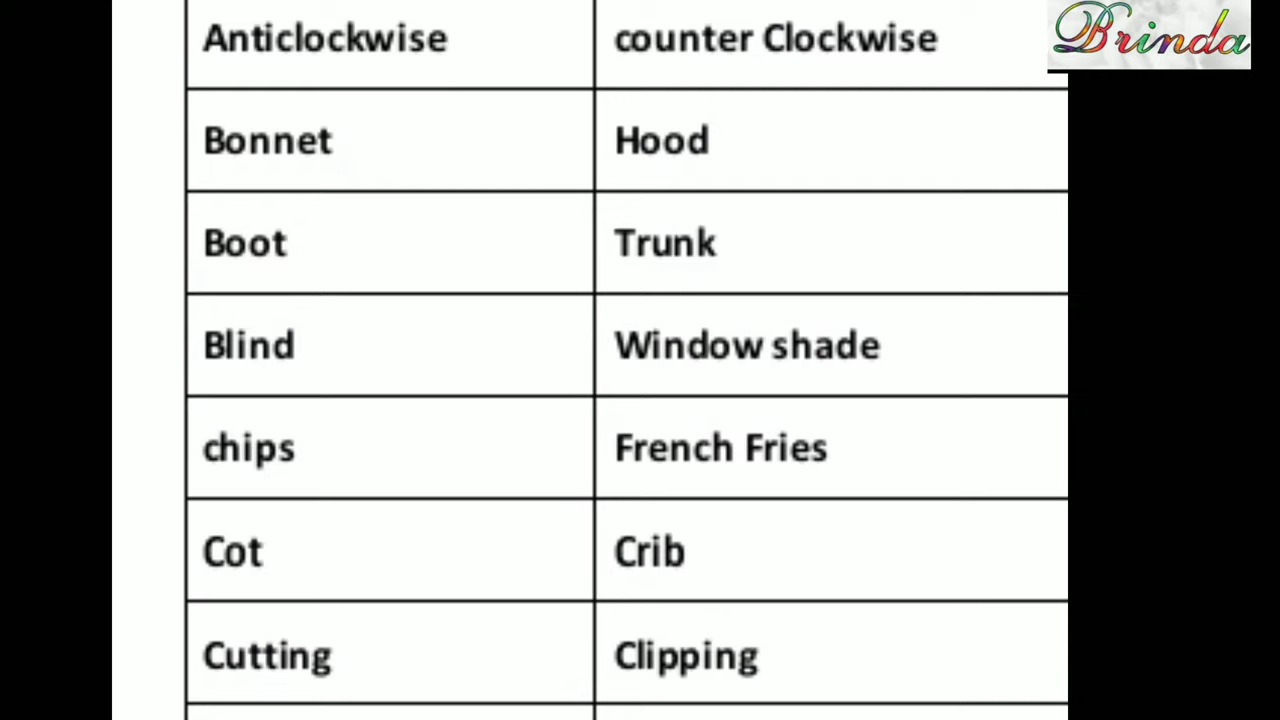 Brinda
Anticlockwise counter Clockwise
Bonnet Hood
Boot Trunk
Blind Window shade
chips French Fries
Cot Crib
Cutting Clipping